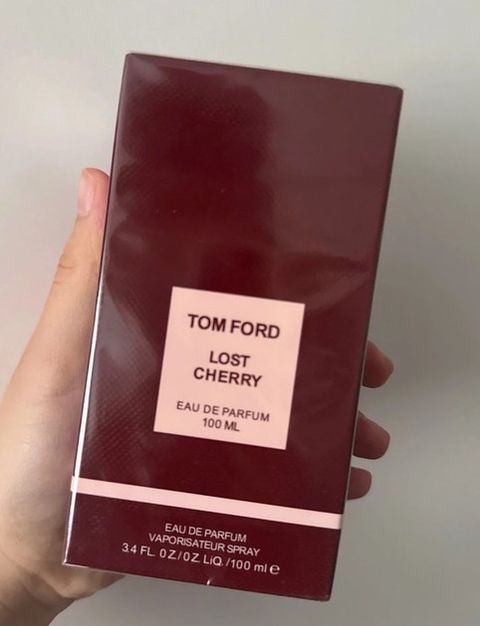 TOM FORD
LOST
CHERRY
EAU DE PARFUM
100 ML
EAU DE PARFUM
VAPORISATEUR SPRAY
3.4 FL. OZ./OZ. LiQ. /100 ml e